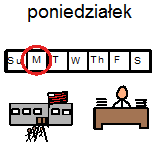 poniedziałek
Su M T W Th F S